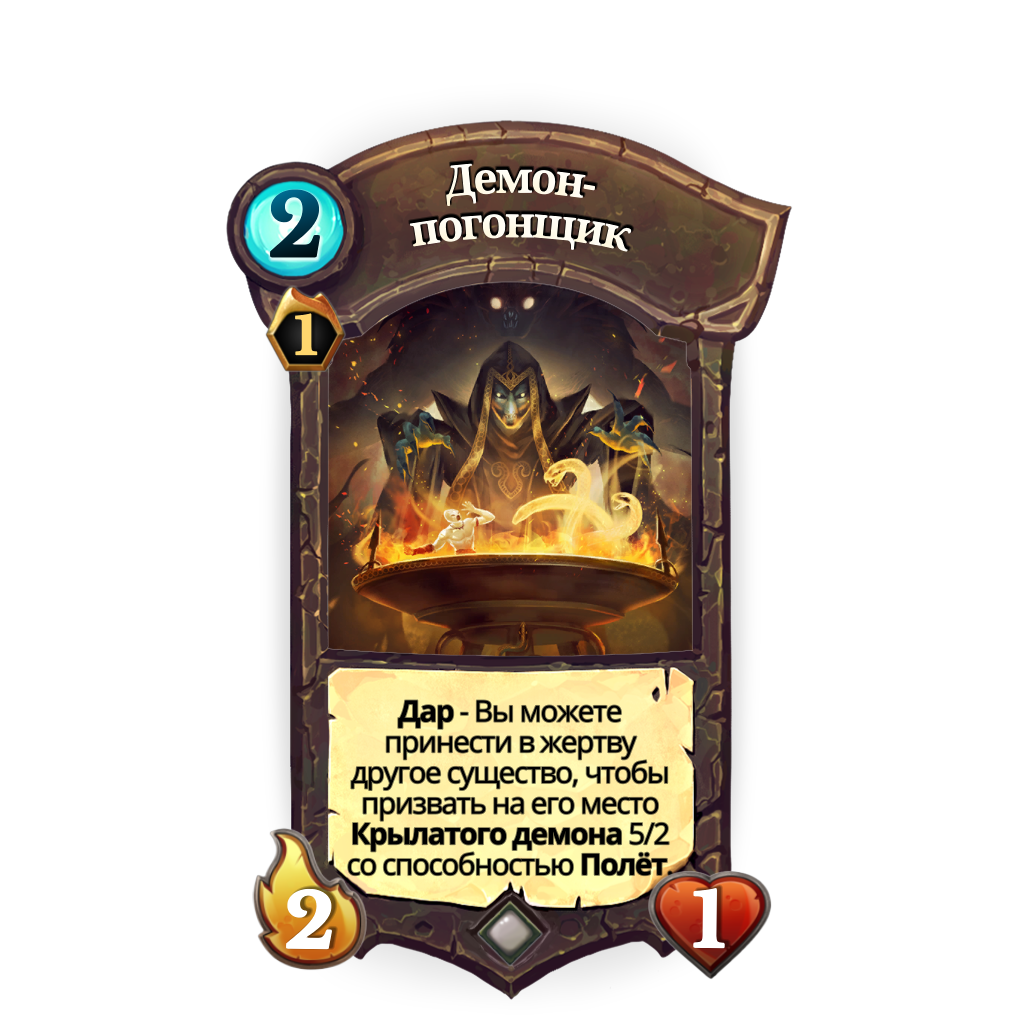 Демон-
погонщик
2
1
Дар - Вы можете
принести в жертву
другое существо, чтобы
призвать на его место
Крылатого демона 5/2
со способностью Полёт.
2
1